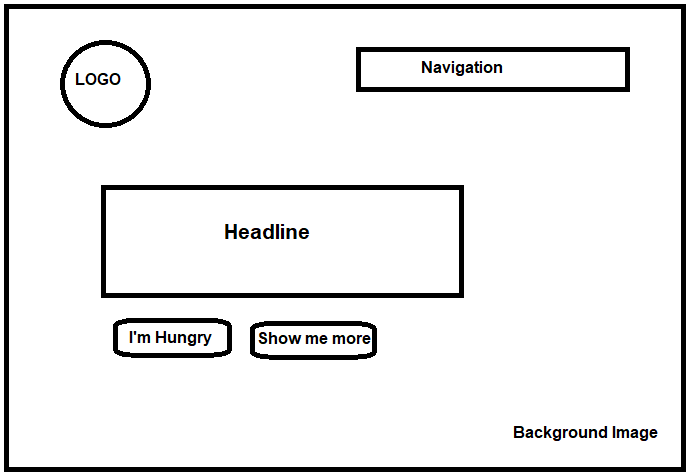 LOGO
Navigation
Headline
I'm Hungry
Show me more
Background Image